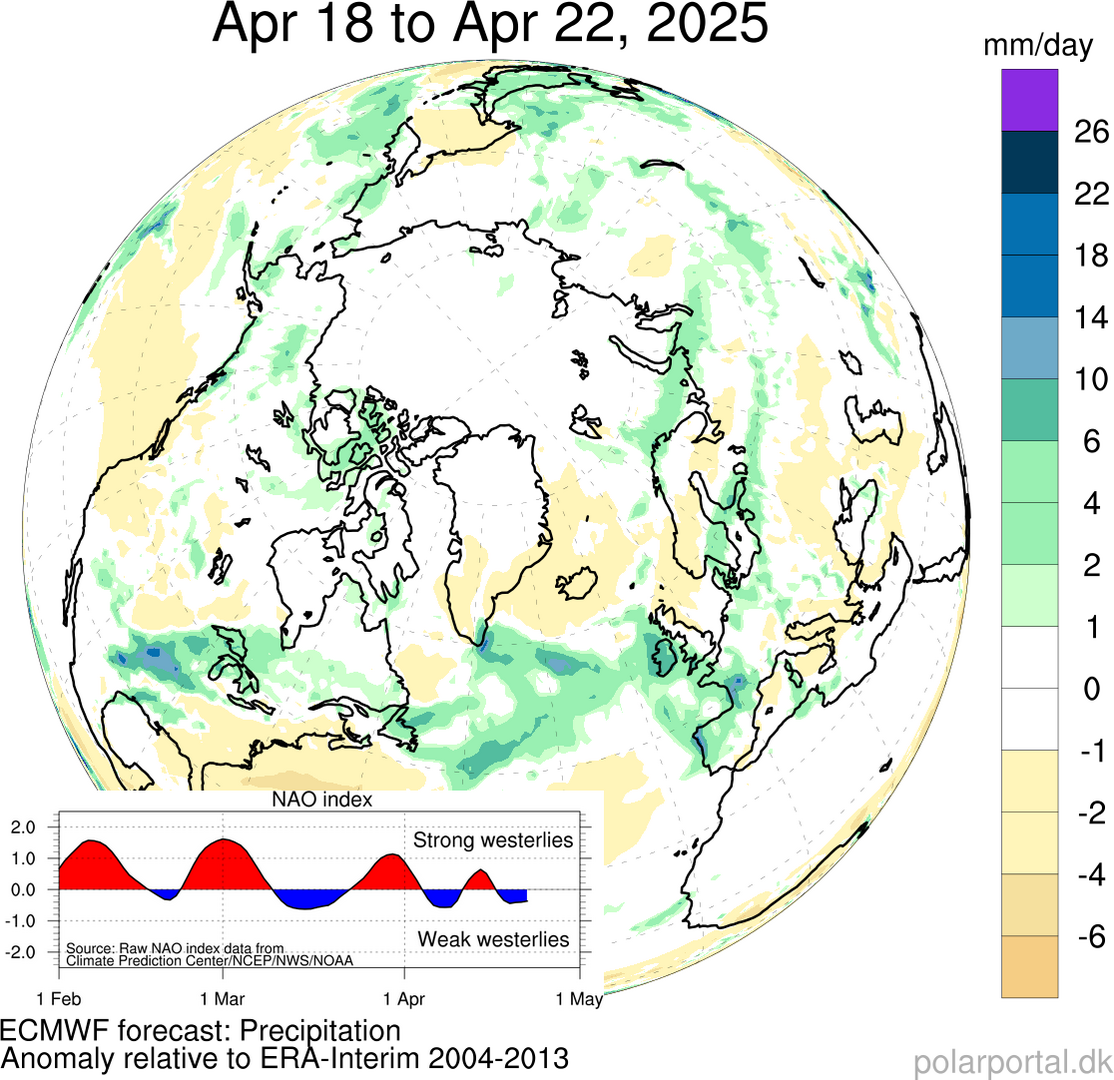 Apr 18 to Apr 22, 2025
mm/day
26
22
18
14
10
6
4
2
1
0
-1
-2
-4
-6
NAO index
2.0
1.0
0.0
-1.0
-2.0
Strong westerlies
Weak westerlies
Source: Raw NAO index data from
Climate Prediction Center/NCEP/NWS/NOAA
1 Feb 1 Mar 1 Apr 1 May
ECMWF forecast: Precipitation
Anomaly relative to ERA-Interim 2004-2013
polarportal.dk